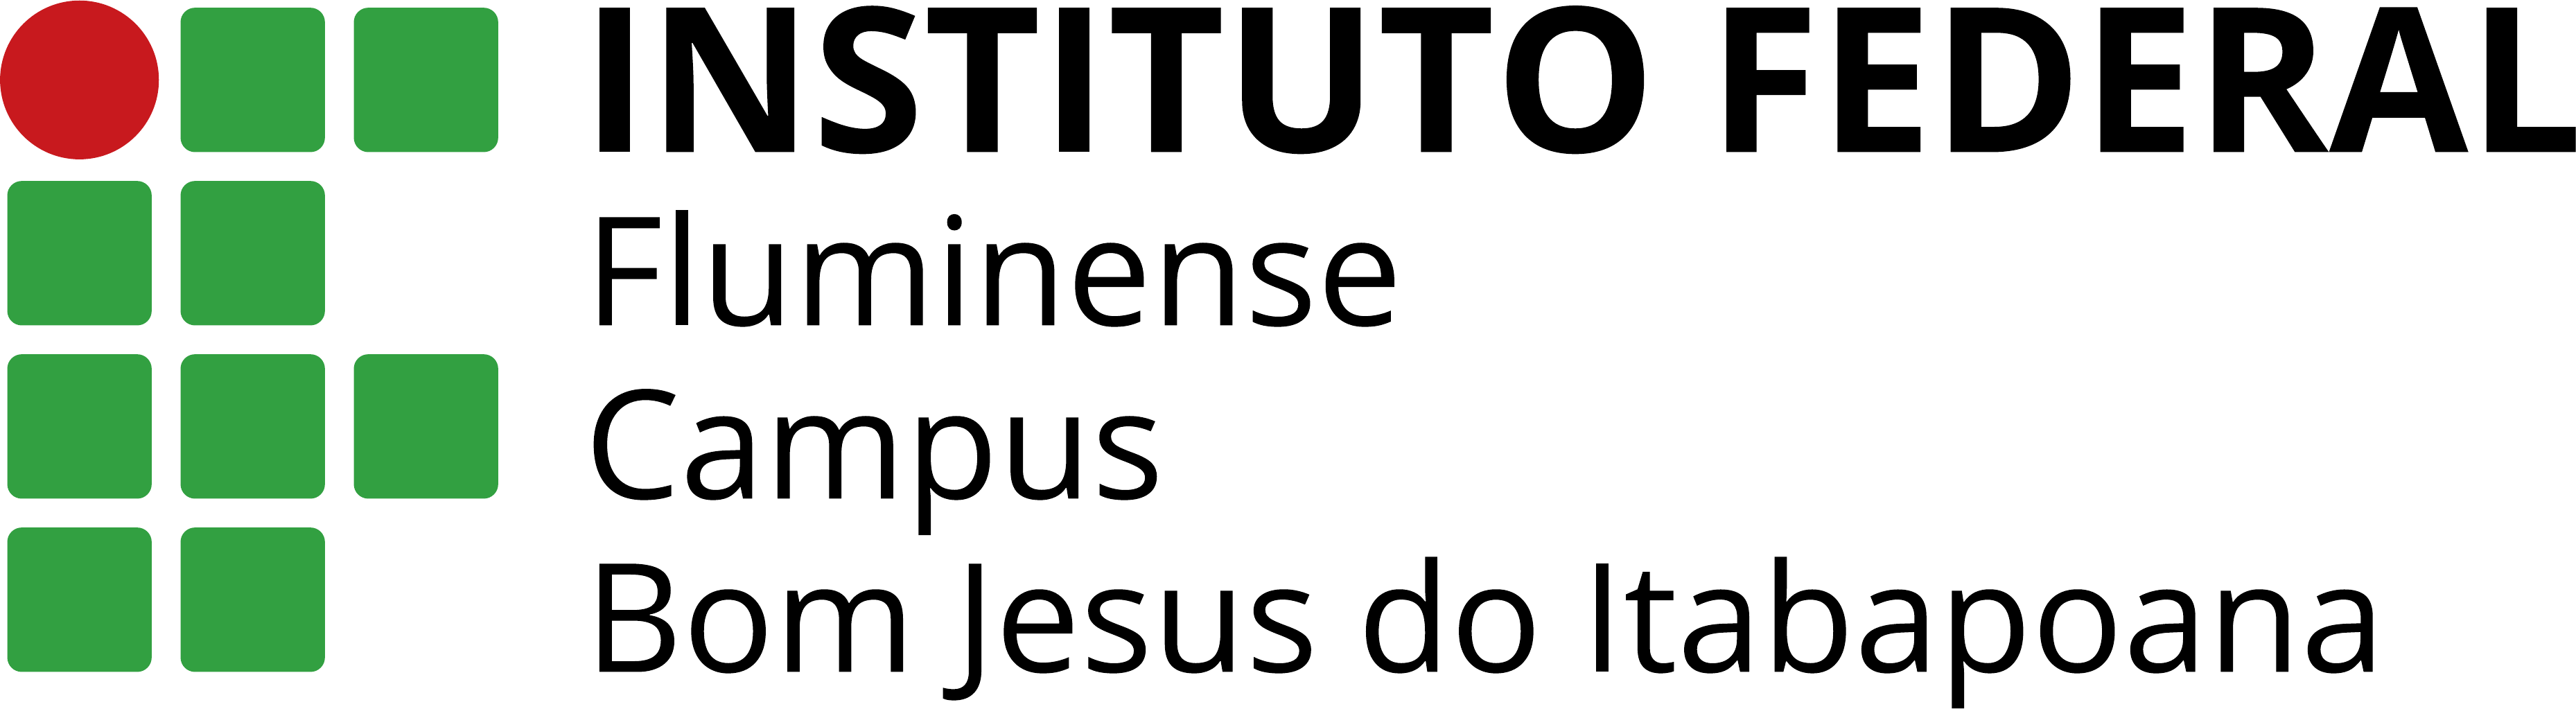 INSTITUTO FEDERAL
Fluminense
Campus
Bom Jesus do Itabapoana